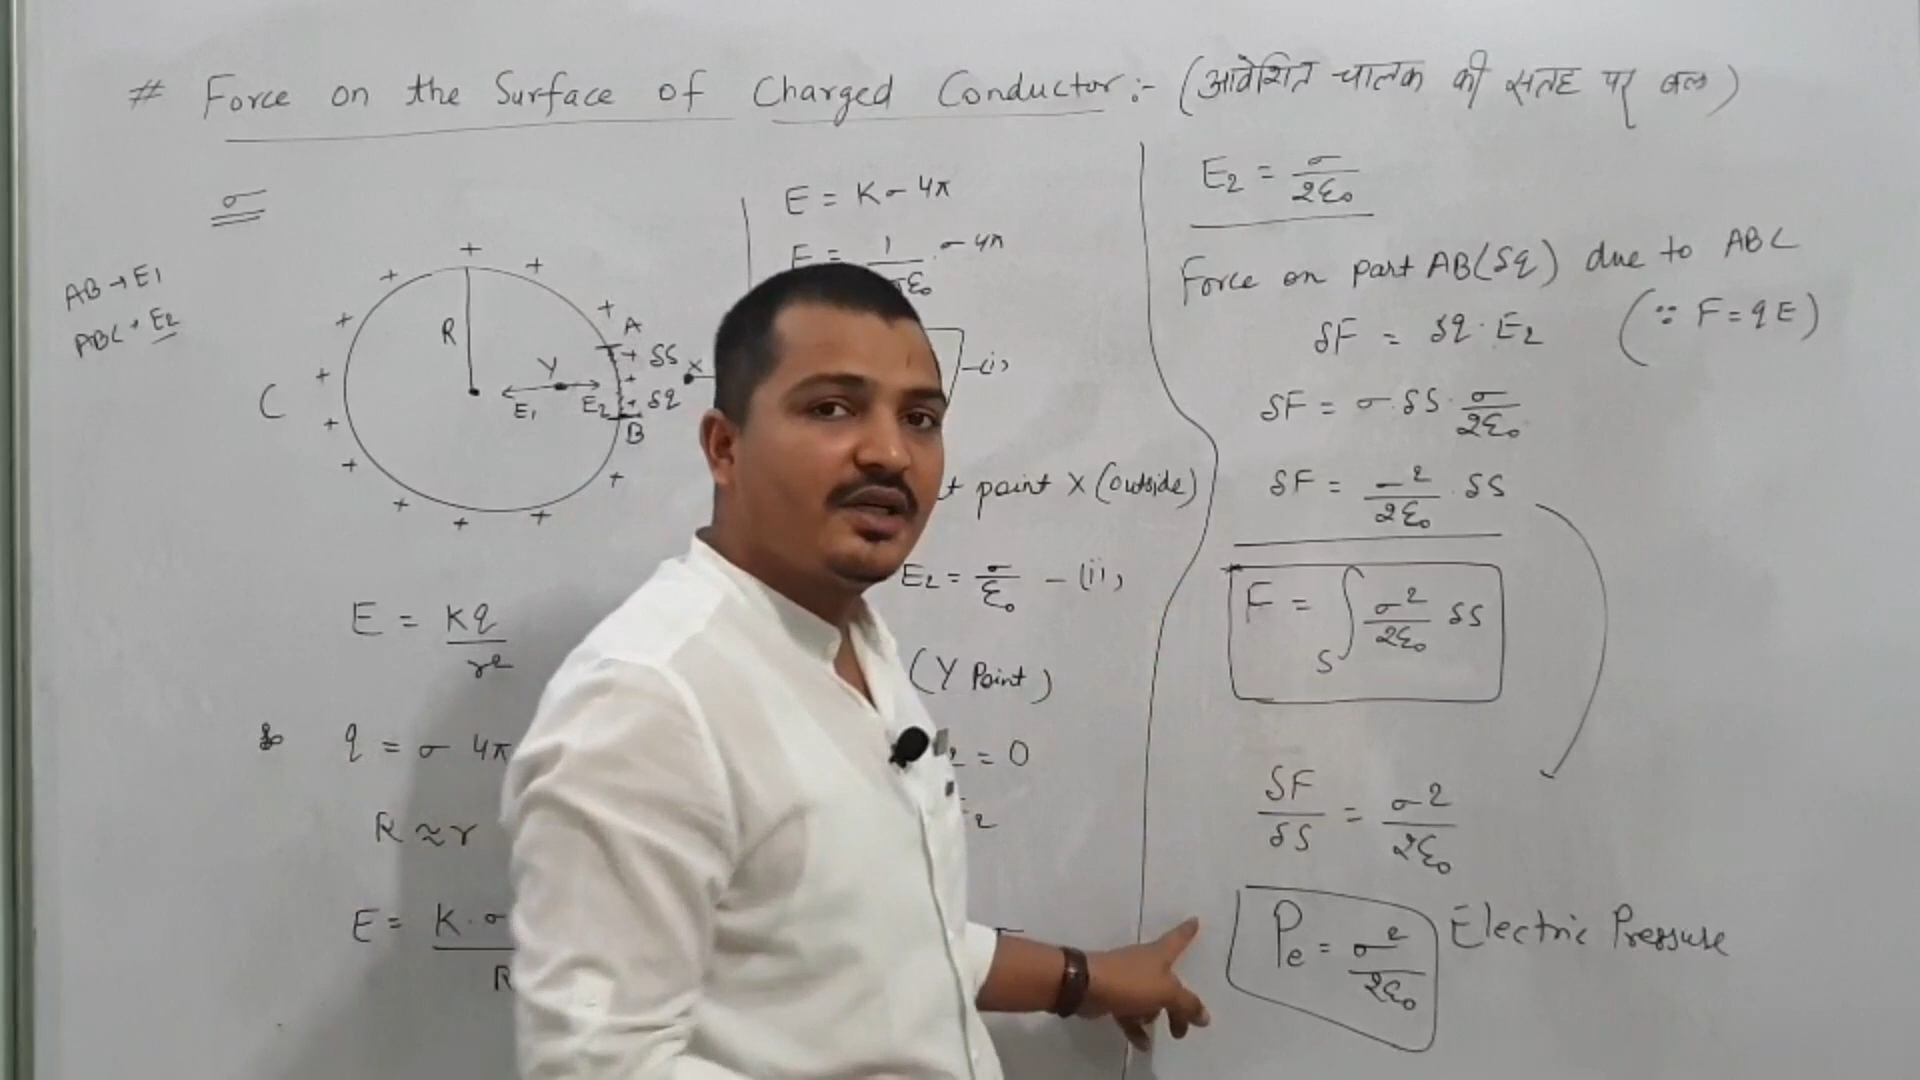 # Force on the Surface of Charged Conductor:- (आवेशित चालक की सतह पर बल)
σ
AB → E1
ABC → E2
R
A
δS
X
Y
E1
E2
δq
B
C
E = Kq/r²
q = σ 4π
R ≈ r
E = K·σ
R
E = Kσ4π
σ4π
ε₀
-(i)
point X (outside)
E2 = σ/ε₀ -(ii)
(Y Point)
= 0
2
E2 = σ/2ε₀
Force on part AB(δq) due to ABC
δF = δq·E2 (∵ F = qE)
δF = σ·δS·σ/2ε₀
δF = σ²/2ε₀·δS
F = ∫S σ²/2ε₀ δS
δF/δS = σ²/2ε₀
Pe = σ²/2ε₀ Electric Pressure